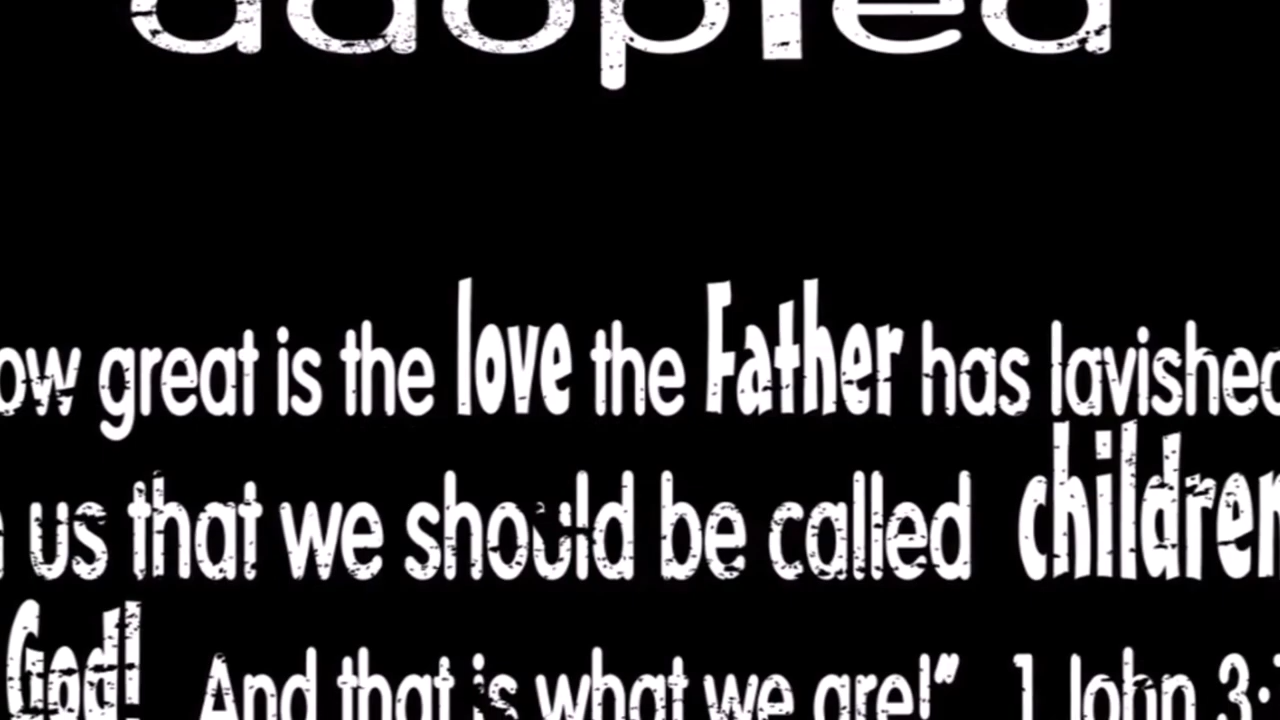 adopted
ow great is the love the Father has lavished
us that we should be called children
God! And that is what we are!" 1 John 3: